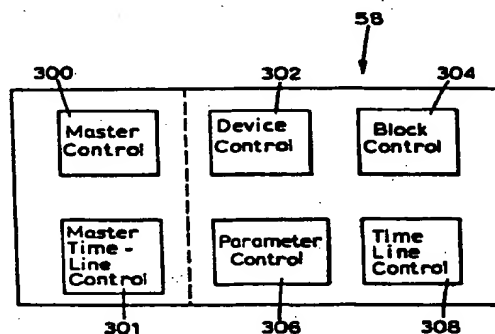 58
300
302
304
Master
Control
Device
Control
Block
Control
Master
Time -
Line
Control
Parameter
Control
Time
Line
Control
301
306
308